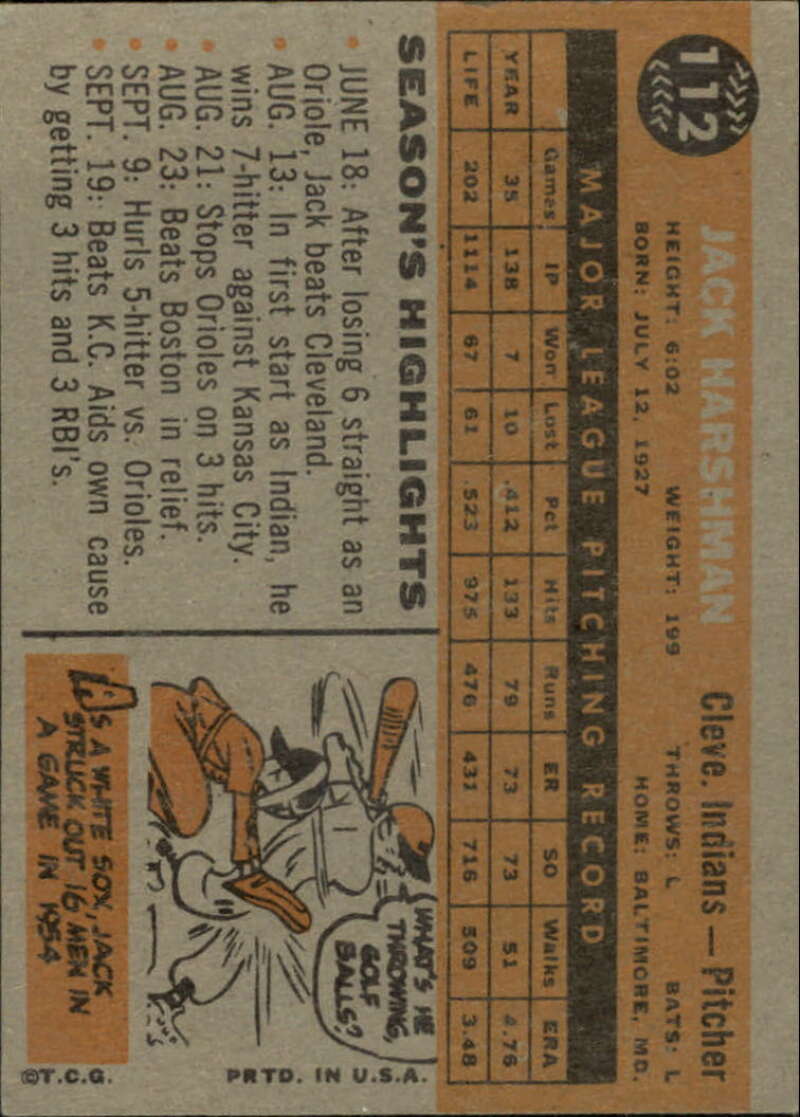 112
JACK HARSHMAN Cleve. Indians — Pitcher
HEIGHT: 6:02 WEIGHT: 199 THROWS: L BATS: L
BORN: JULY 12, 1927 HOME: BALTIMORE, MD.
MAJOR LEAGUE PITCHING RECORD
Games IP Won Lost Pct Hits Runs ER SO Walks ERA
YEAR 35 138 7 10 .412 133 79 73 73 51 4.76
LIFE 202 1114 67 61 .523 975 476 431 716 509 3.48
SEASON'S HIGHLIGHTS
• JUNE 18: After losing 6 straight as an
Oriole, Jack beats Cleveland.
• AUG. 13: In first start as Indian, he
wins 7-hitter against Kansas City.
• AUG. 21: Stops Orioles on 3 hits.
• AUG. 23: Beats Boston in relief.
• SEPT. 9: Hurls 5-hitter vs. Orioles.
• SEPT. 19: Beats K.C. Aids own cause
by getting 3 hits and 3 RBI's.
WHAT'S HE
THROWING,
GOLF
BALLS?
AS A WHITE SOX, JACK
STRUCK OUT 16 MEN IN
A GAME IN 1954
©T.C.G. PRTD. IN U.S.A.